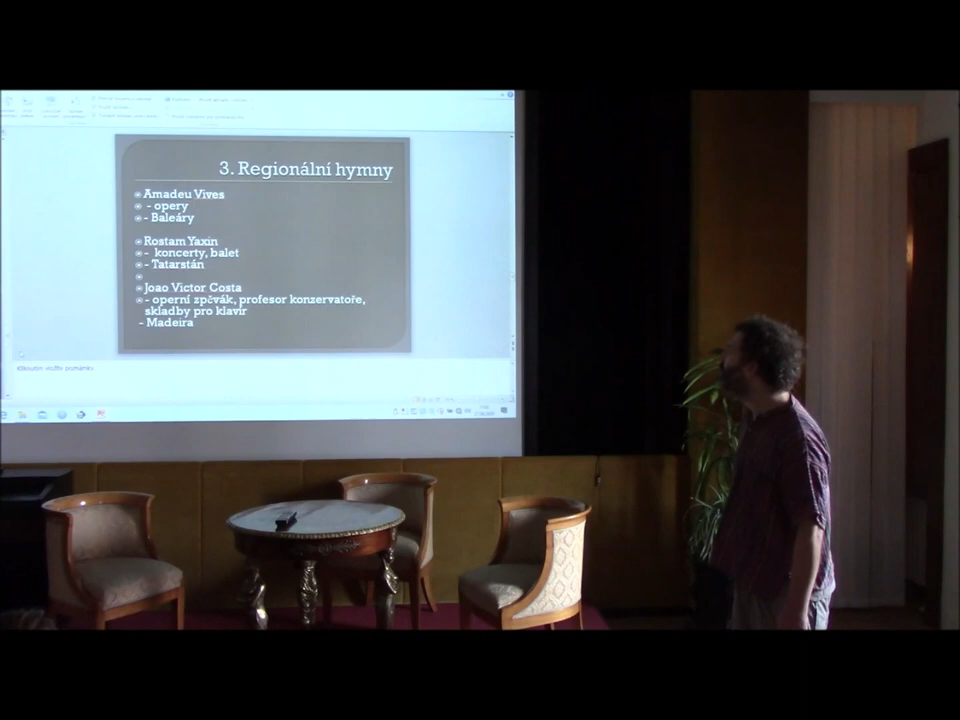 3. Regionální hymny
Amadeu Vives
- opery
- Baleáry
Rostam Yaxin
- koncerty, balet
- Tatarstán
Joao Victor Costa
- operní zpčvák, profesor konzervatoře,
skladby pro klavír
- Madeira